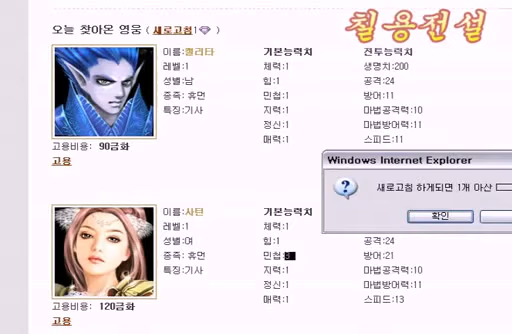 칠용전설
오늘 찾아온 영웅 ( 새로고침1 )
이름:켈리타
레벨:1
성별:남
종족: 휴먼
특징:기사
기본능력치
체력:1
힘:1
민첩:1
지력:1
정신:1
매력:1
전투능력치
생명치:200
공격:24
방어:11
마법공격력:10
마법방어력:11
스피드:11
고용비용: 90금화
고용
Windows Internet Explorer
새로고침 하게되면 1개 아산
확인
이름:사턴
레벨:1
성별:여
종족: 휴먼
특징:기사
기본능력치
체력:1
힘:1
민첩:3
지력:1
정신:1
매력:1
공격:24
방어:21
마법공격력:10
마법방어력:11
스피드:13
고용비용: 120금화
고용